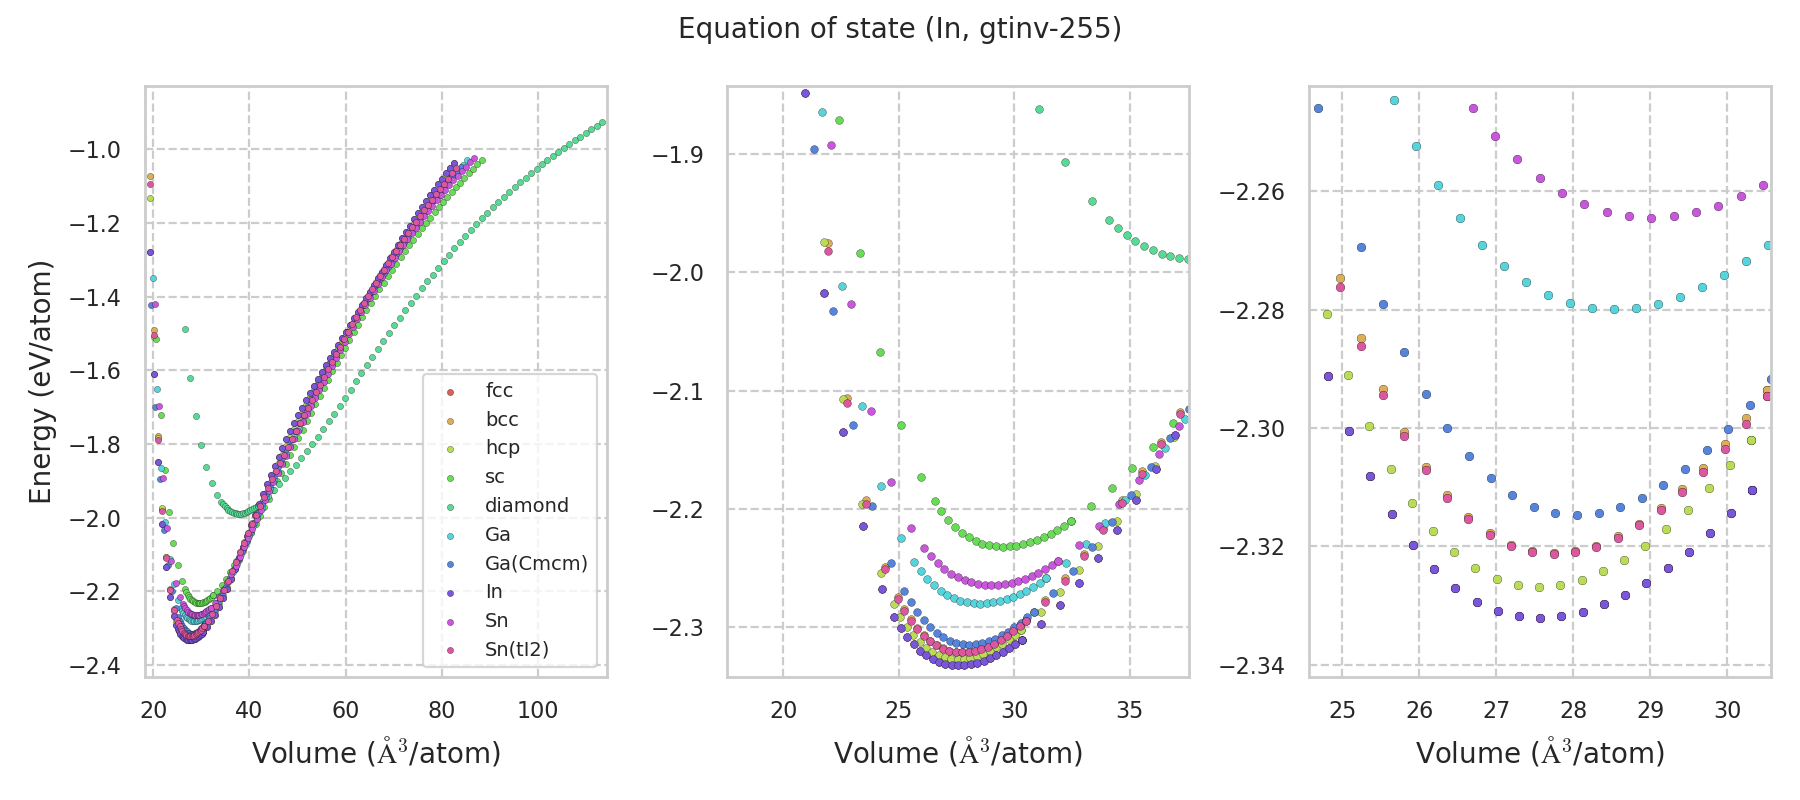 Equation of state (In, gtinv-255)
Energy (eV/atom)
−1.0
−1.2
−1.4
−1.6
−1.8
−2.0
−2.2
−2.4
20 40 60 80 100
Volume (Å³/atom)
fcc
bcc
hcp
sc
diamond
Ga
Ga(Cmcm)
In
Sn
Sn(tI2)
−1.9
−2.0
−2.1
−2.2
−2.3
20 25 30 35
Volume (Å³/atom)
−2.26
−2.28
−2.30
−2.32
−2.34
25 26 27 28 29 30
Volume (Å³/atom)